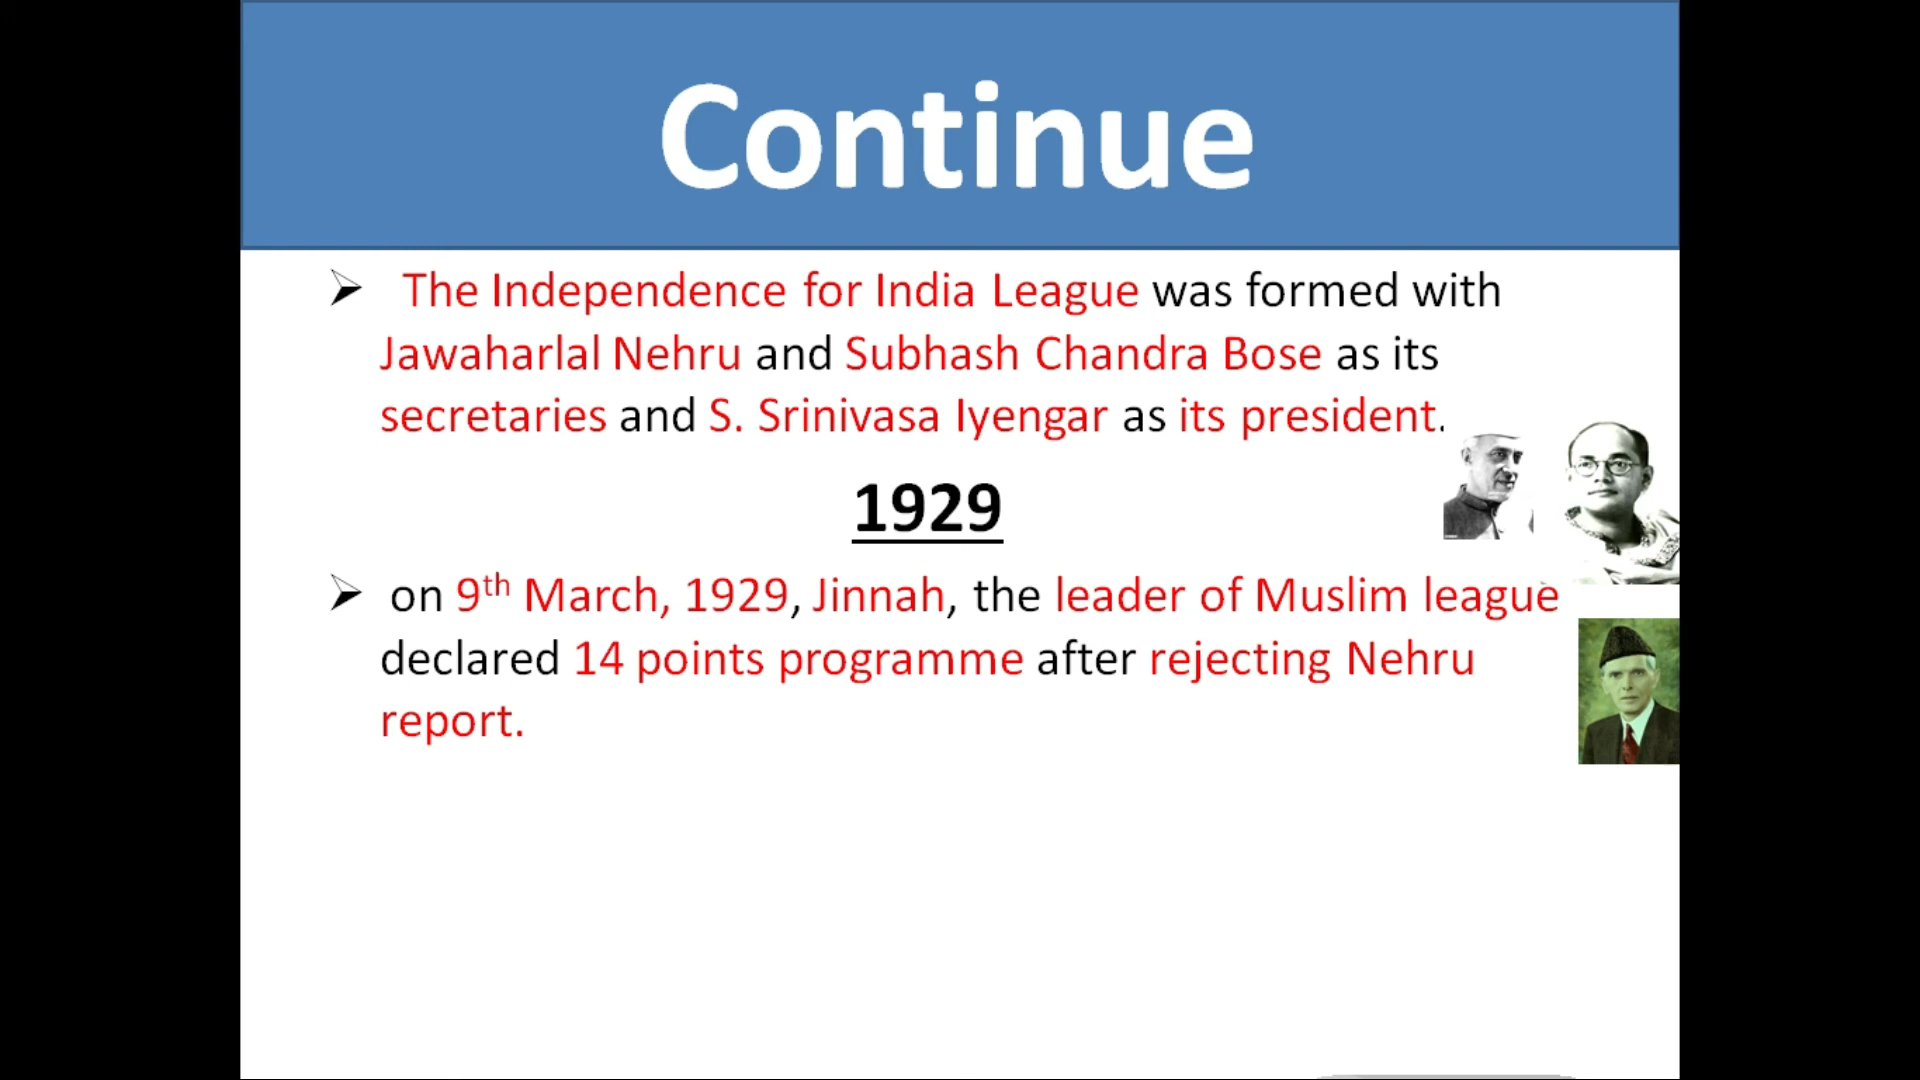 Continue
➢ The Independence for India League was formed with
Jawaharlal Nehru and Subhash Chandra Bose as its
secretaries and S. Srinivasa Iyengar as its president.
1929
➢ on 9th March, 1929, Jinnah, the leader of Muslim league
declared 14 points programme after rejecting Nehru
report.